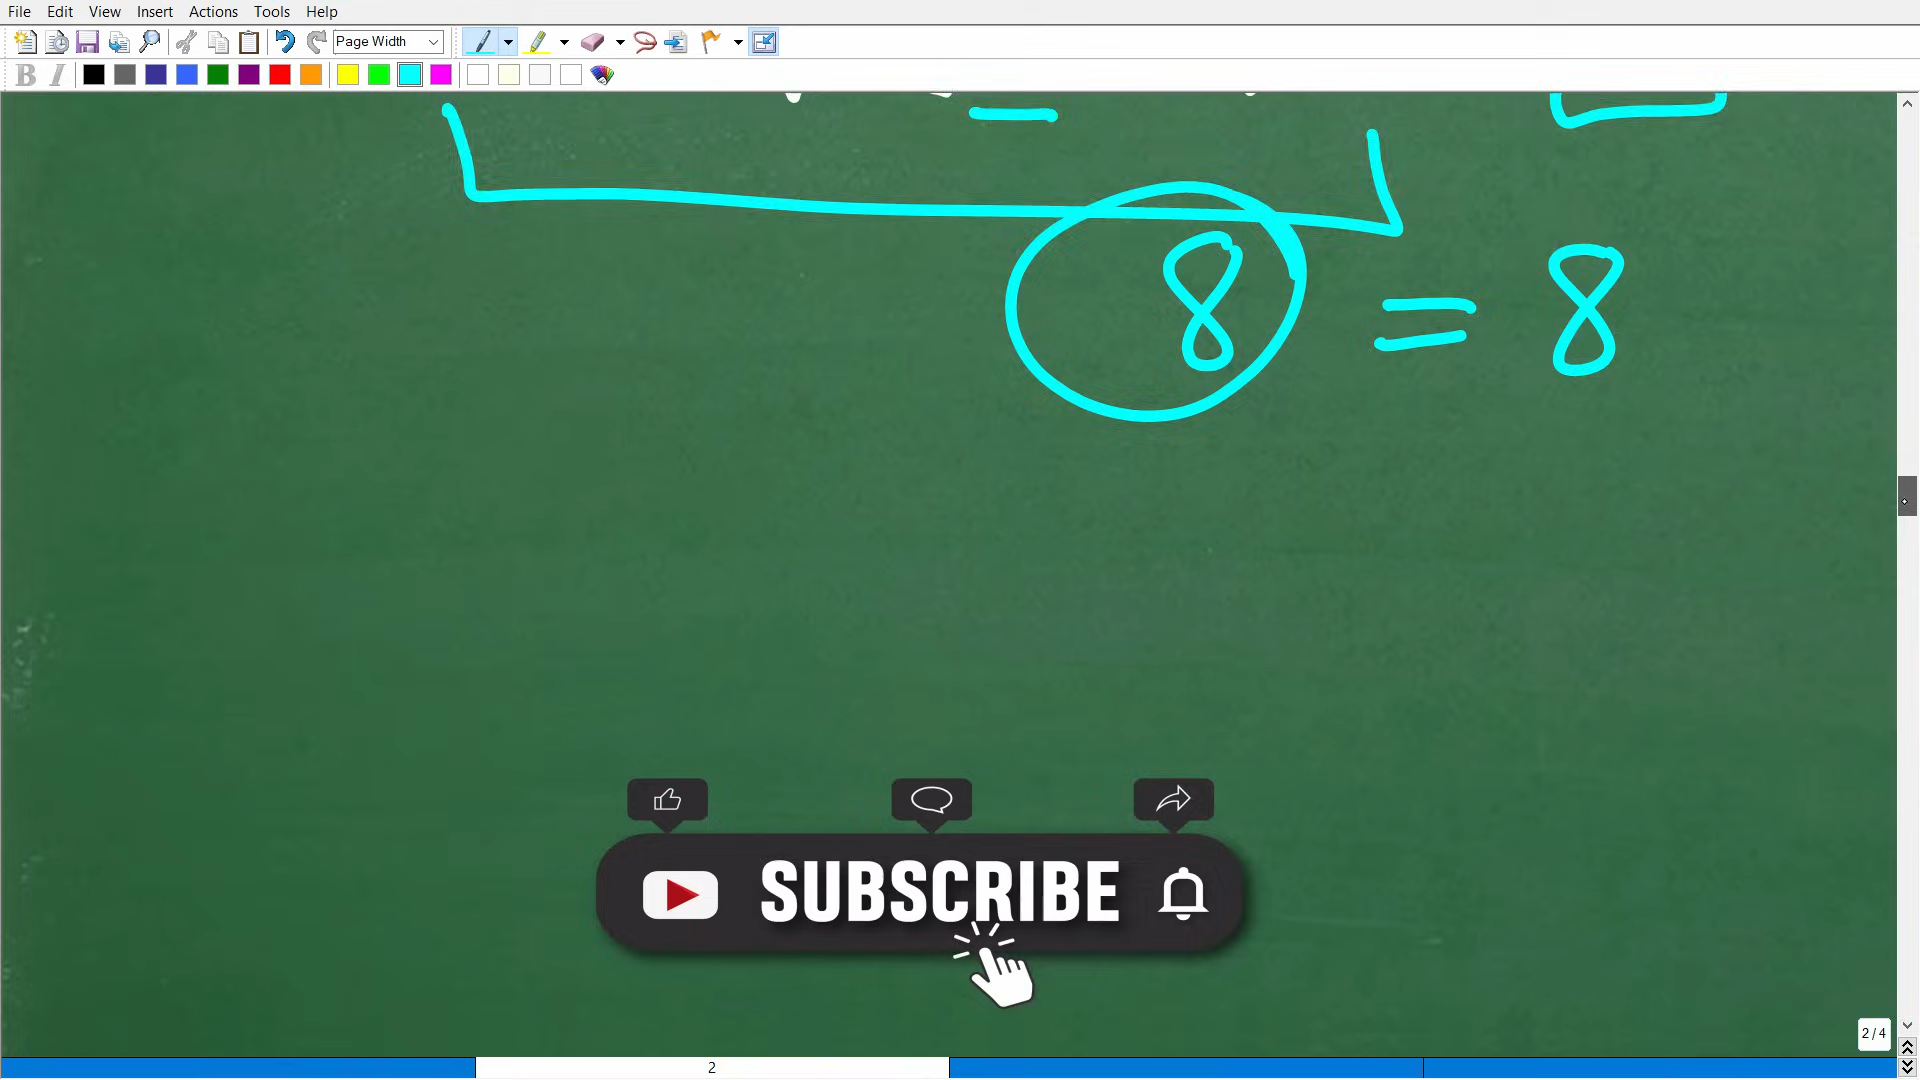 File Edit View Insert Actions Tools Help
Page Width
B I
8 = 8
SUBSCRIBE
2 / 4
2